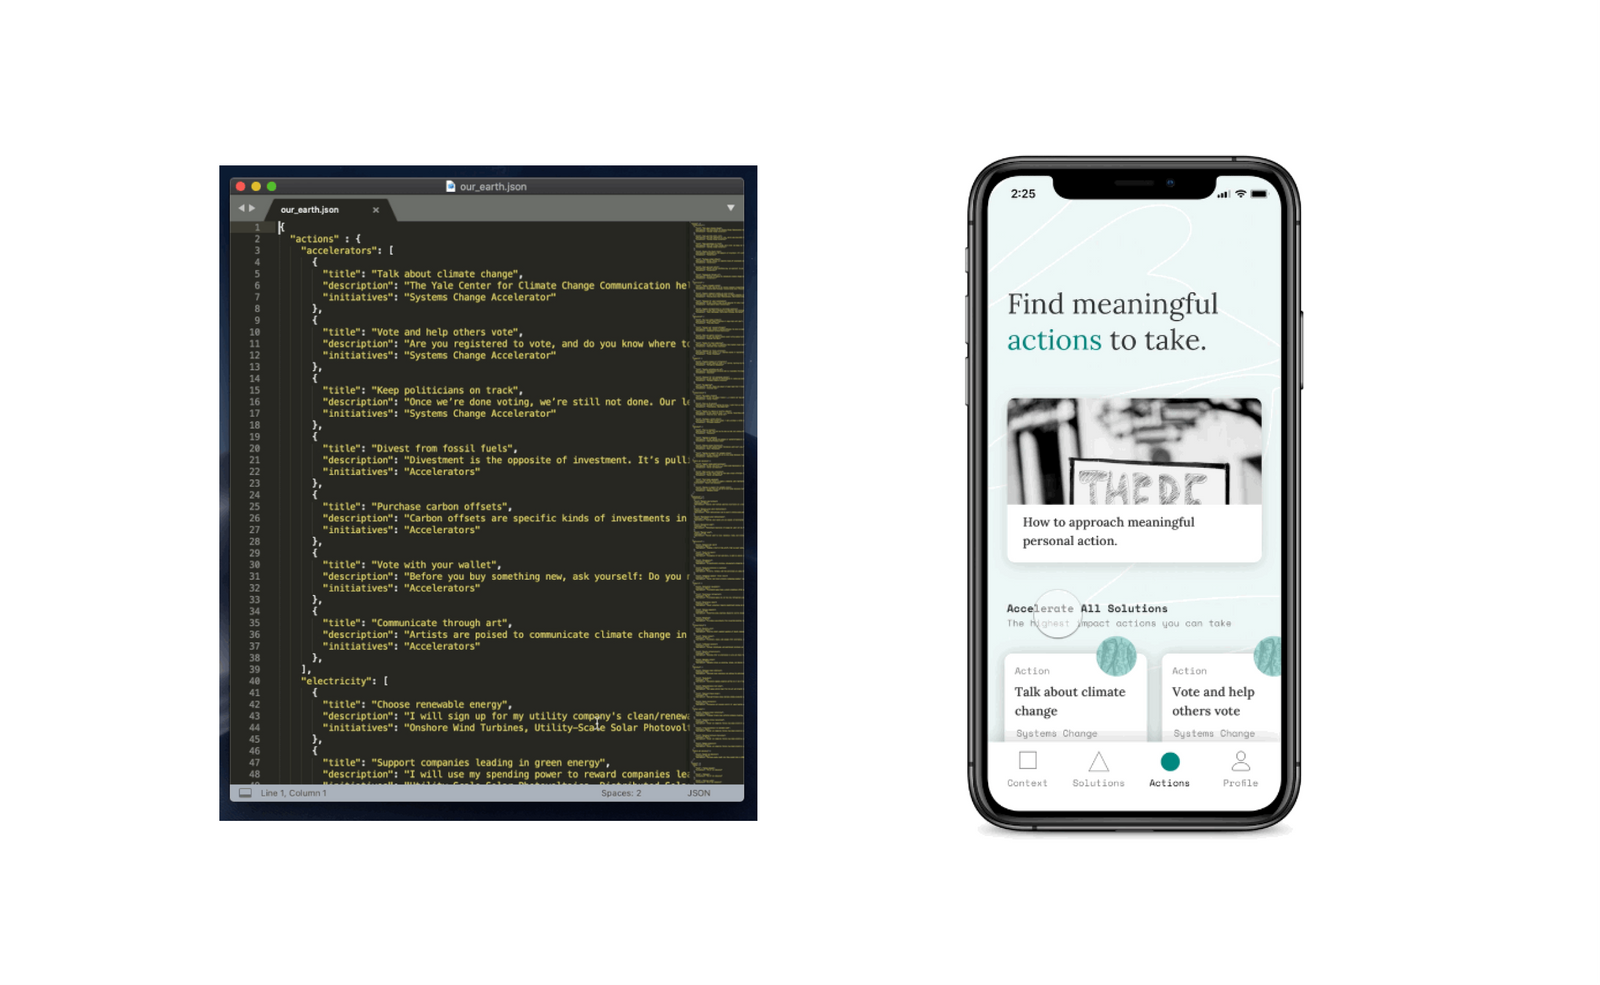 our_earth.json
our_earth.json ×
1 {
2 "actions" : {
3 "accelerators": [
4 {
5 "title": "Talk about climate change",
6 "description": "The Yale Center for Climate Change Communication
7 "initiatives": "Systems Change Accelerator"
8 },
9 {
10 "title": "Vote and help others vote",
11 "description": "Are you registered to vote, and do you know where
12 "initiatives": "Systems Change Accelerator"
13 },
14 {
15 "title": "Keep politicians on track",
16 "description": "Once we're done voting, we're still not done. Our
17 "initiatives": "Systems Change Accelerator"
18 },
19 {
20 "title": "Divest from fossil fuels",
21 "description": "Divestment is the opposite of investment. It's pull
22 "initiatives": "Accelerators"
23 },
24 {
25 "title": "Purchase carbon offsets",
26 "description": "Carbon offsets are specific kinds of investments in
27 "initiatives": "Accelerators"
28 },
29 {
30 "title": "Vote with your wallet",
31 "description": "Before you buy something new, ask yourself: Do you
32 "initiatives": "Accelerators"
33 },
34 {
35 "title": "Communicate through art",
36 "description": "Artists are poised to communicate climate change in
37 "initiatives": "Accelerators"
38 },
39 ],
40 "electricity": [
41 {
42 "title": "Choose renewable energy",
43 "description": "I will sign up for my utility company's clean/renew
44 "initiatives": "Onshore Wind Turbines, Utility-Scale Solar Photovol
45 },
46 {
47 "title": "Support companies leading in green energy",
48 "description": "I will use my spending power to reward companies
Line 1, Column 1 Spaces: 2 JSON
2:25
Find meaningful
actions to take.
THERE
How to approach meaningful
personal action.
Accelerate All Solutions
The highest impact actions you can take
Action
Talk about climate
change
Systems Change
Action
Vote and help
others vote
Systems Change
Context Solutions Actions Profile